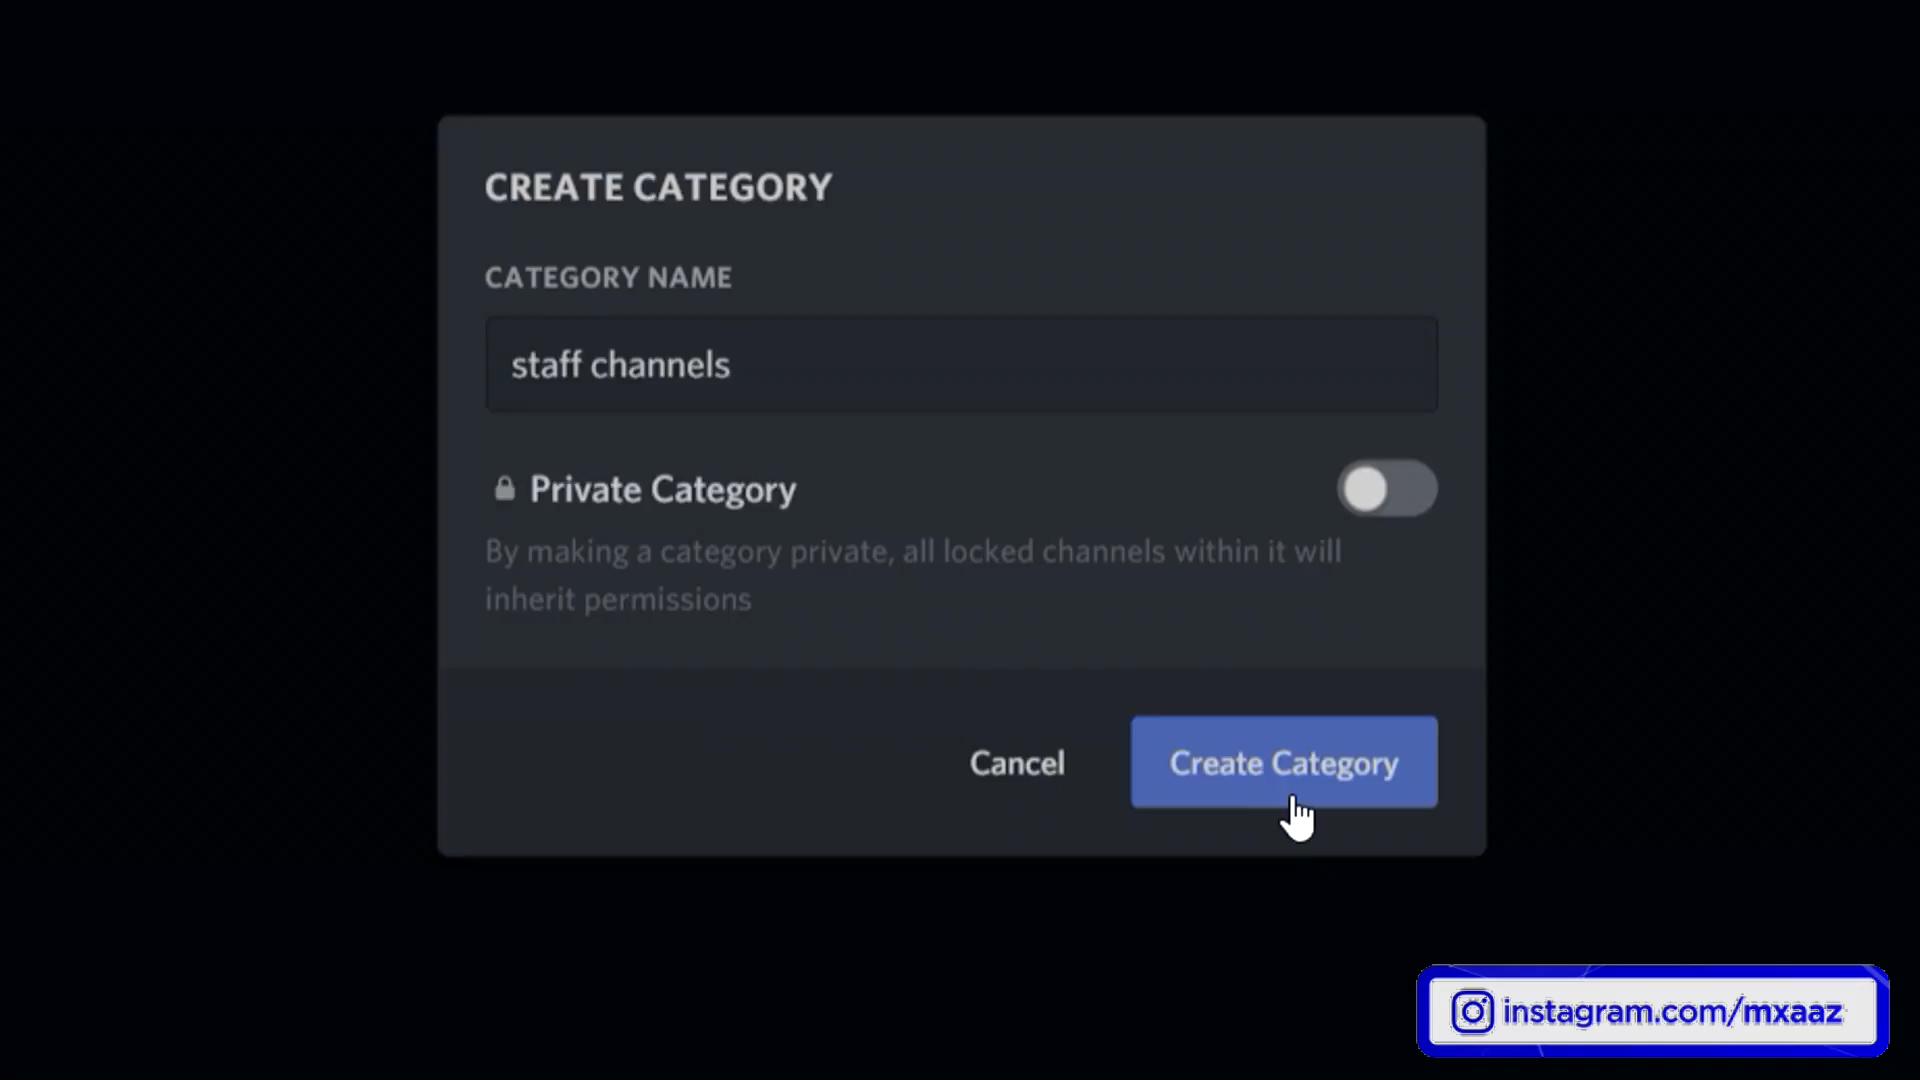 CREATE CATEGORY
CATEGORY NAME
staff channels
Private Category
By making a category private, all locked channels within it will
inherit permissions
Cancel
Create Category
instagram.com/mxaaz